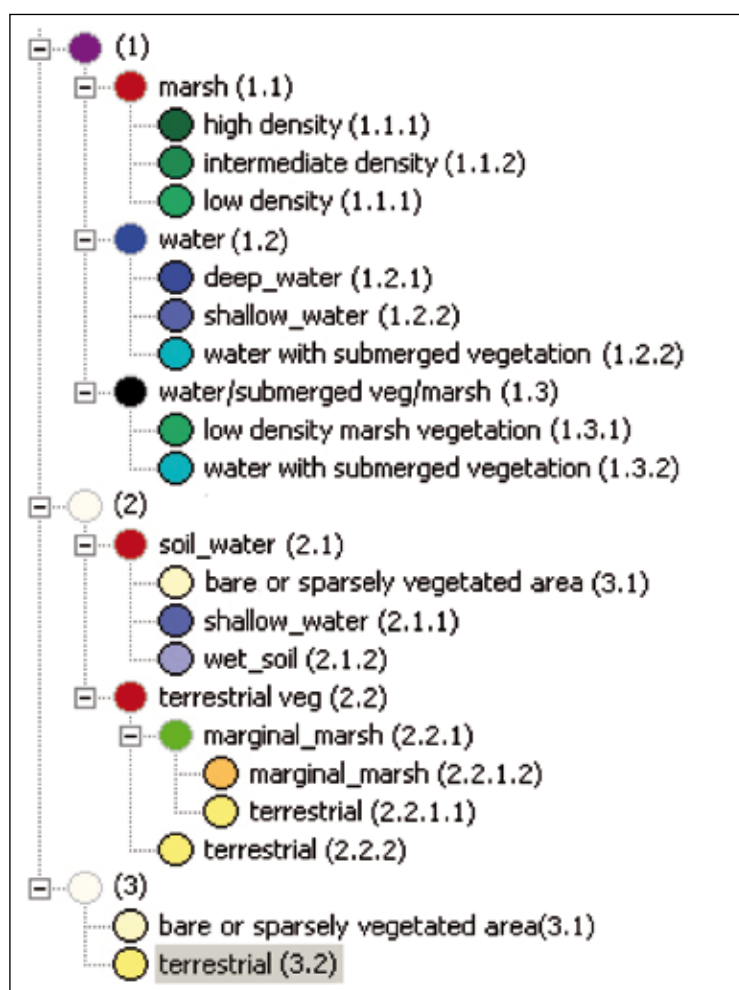 (1)
marsh (1.1)
high density (1.1.1)
intermediate density (1.1.2)
low density (1.1.1)
water (1.2)
deep_water (1.2.1)
shallow_water (1.2.2)
water with submerged vegetation (1.2.2)
water/submerged veg/marsh (1.3)
low density marsh vegetation (1.3.1)
water with submerged vegetation (1.3.2)
(2)
soil_water (2.1)
bare or sparsely vegetated area (3.1)
shallow_water (2.1.1)
wet_soil (2.1.2)
terrestrial veg (2.2)
marginal_marsh (2.2.1)
marginal_marsh (2.2.1.2)
terrestrial (2.2.1.1)
terrestrial (2.2.2)
(3)
bare or sparsely vegetated area(3.1)
terrestrial (3.2)